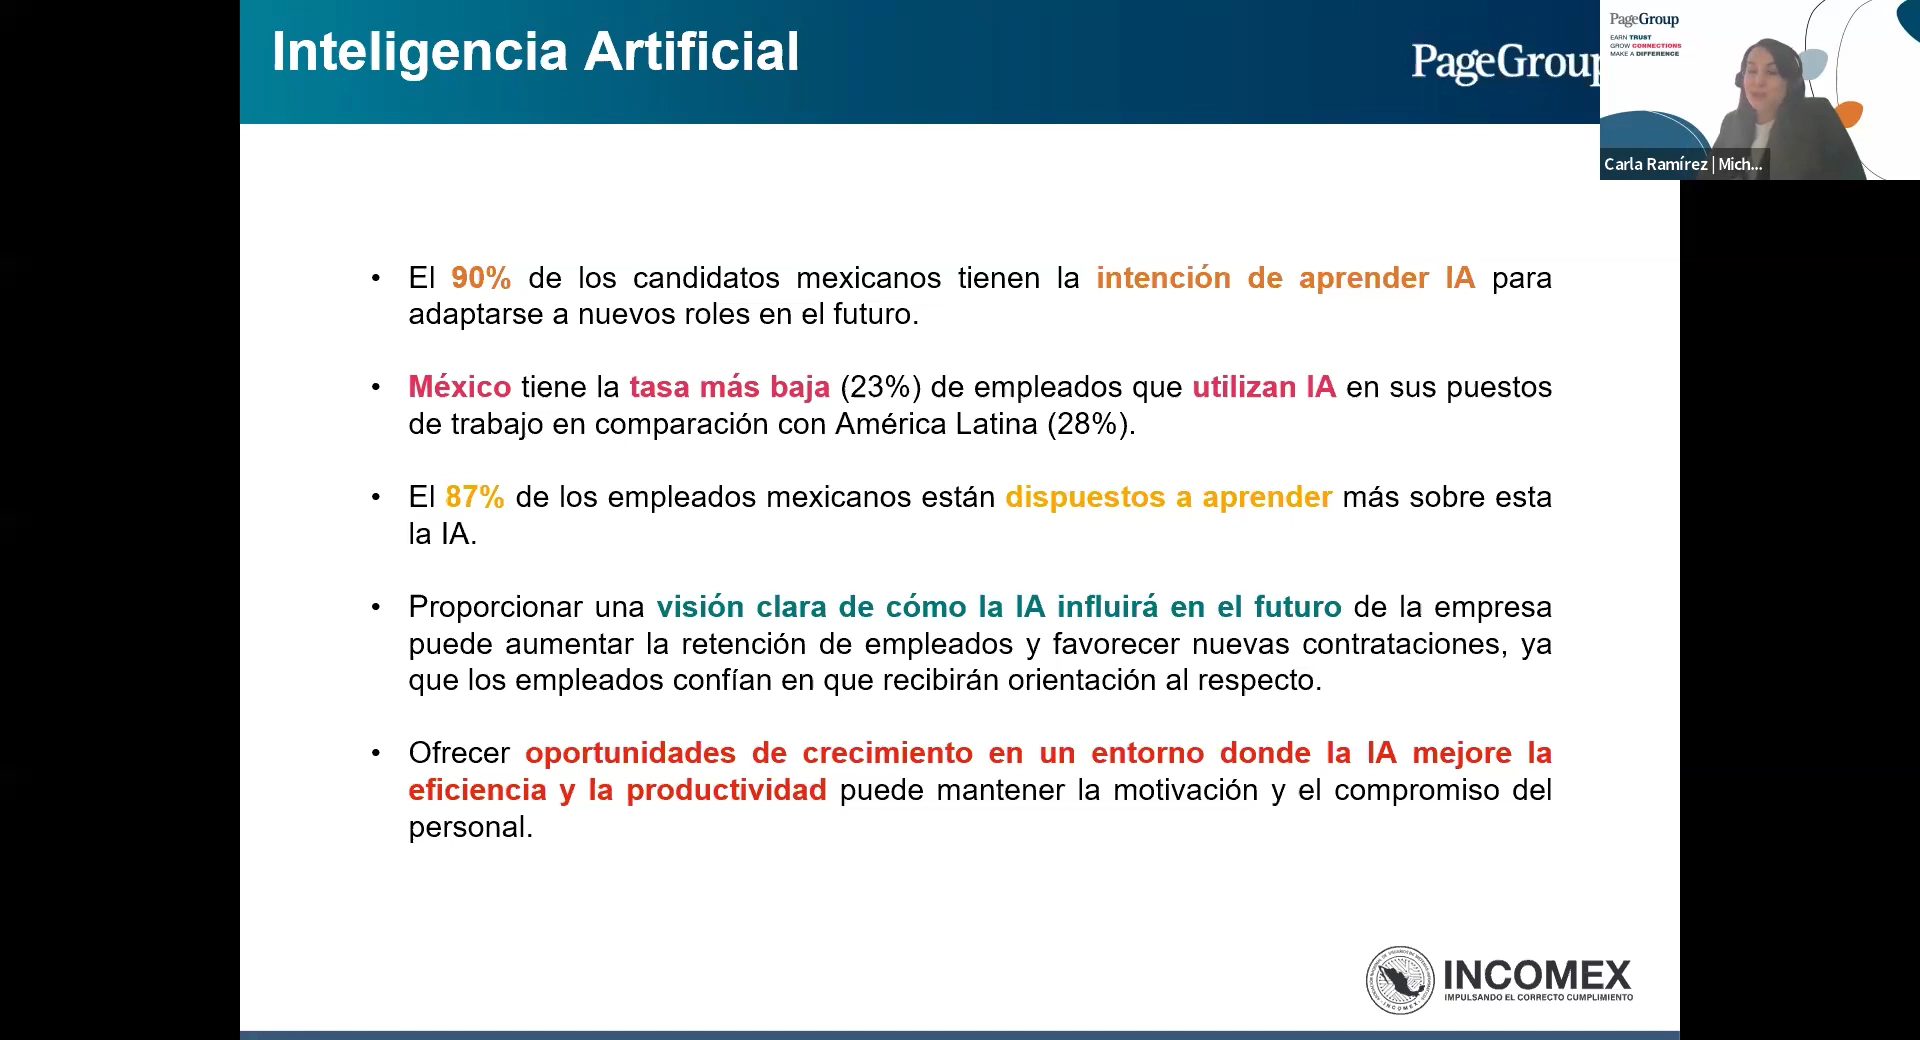 Inteligencia Artificial
PageGroup
PageGroup
EARN TRUST
GROW CONNECTIONS
MAKE A DIFFERENCE
Carla Ramírez | Mich...
• El 90% de los candidatos mexicanos tienen la intención de aprender IA para
adaptarse a nuevos roles en el futuro.
• México tiene la tasa más baja (23%) de empleados que utilizan IA en sus puestos
de trabajo en comparación con América Latina (28%).
• El 87% de los empleados mexicanos están dispuestos a aprender más sobre esta
la IA.
• Proporcionar una visión clara de cómo la IA influirá en el futuro de la empresa
puede aumentar la retención de empleados y favorecer nuevas contrataciones, ya
que los empleados confían en que recibirán orientación al respecto.
• Ofrecer oportunidades de crecimiento en un entorno donde la IA mejore la
eficiencia y la productividad puede mantener la motivación y el compromiso del
personal.
INCOMEX
IMPULSANDO EL CORRECTO CUMPLIMIENTO